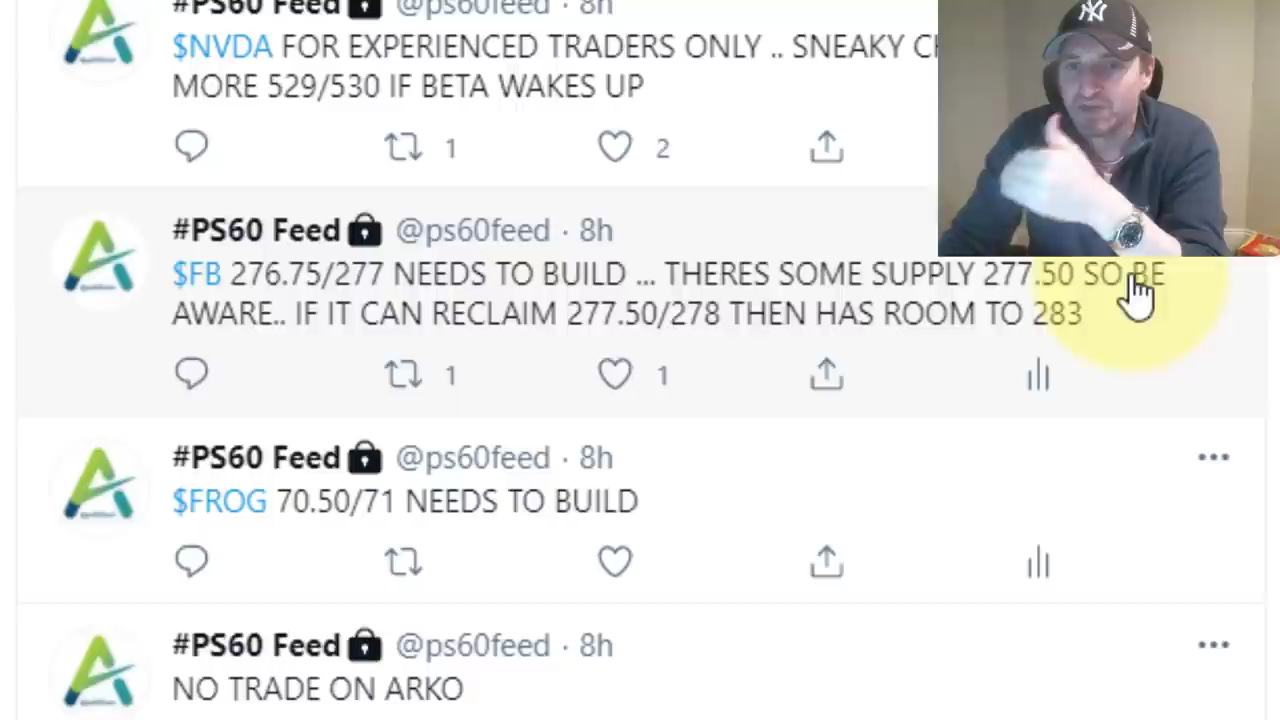 #PS60 Feed @ps60feed · 8h
$NVDA FOR EXPERIENCED TRADERS ONLY .. SNEAKY
MORE 529/530 IF BETA WAKES UP
1 2
#PS60 Feed @ps60feed · 8h
$FB 276.75/277 NEEDS TO BUILD ... THERES SOME SUPPLY 277.50 SO BE
AWARE.. IF IT CAN RECLAIM 277.50/278 THEN HAS ROOM TO 283
1 1
#PS60 Feed @ps60feed · 8h
$FROG 70.50/71 NEEDS TO BUILD
#PS60 Feed @ps60feed · 8h
NO TRADE ON ARKO